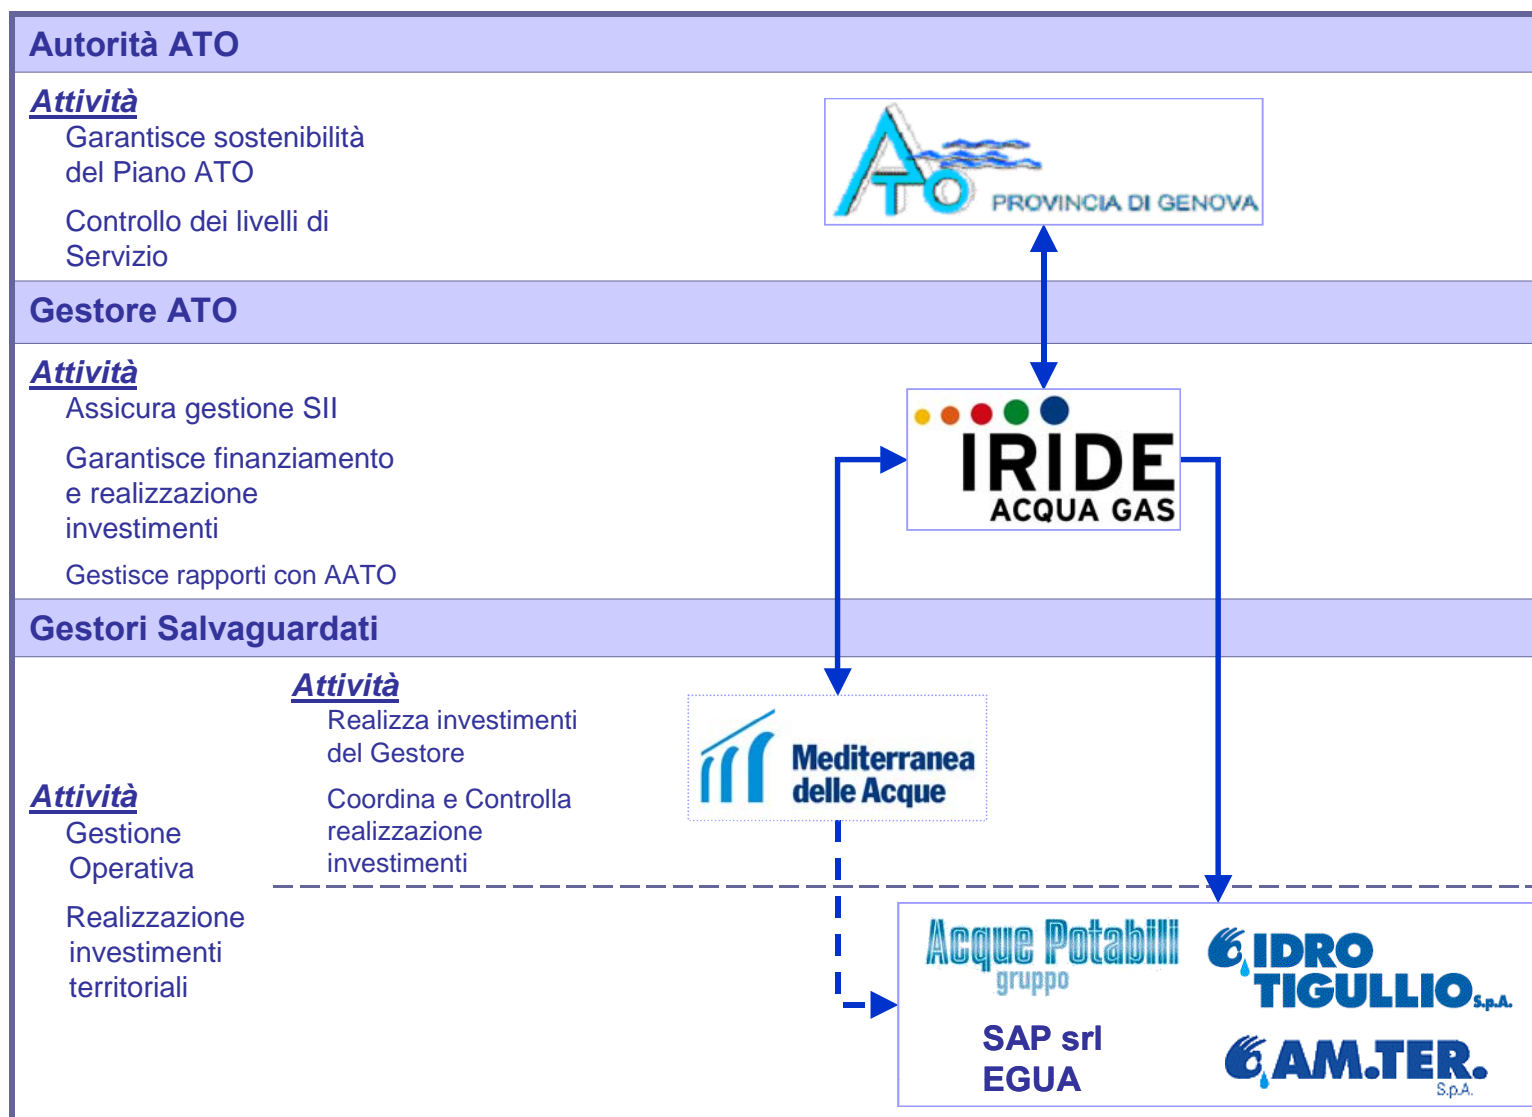 Autorità ATO
Attività
Garantisce sostenibilità
del Piano ATO
Controllo dei livelli di
Servizio
ATO
PROVINCIA DI GENOVA
Gestore ATO
Attività
Assicura gestione SII
Garantisce finanziamento
e realizzazione
investimenti
Gestisce rapporti con AATO
IRIDE
ACQUA GAS
Gestori Salvaguardati
Attività
Realizza investimenti
del Gestore
Coordina e Controlla
realizzazione
investimenti
Attività
Gestione
Operativa
Realizzazione
investimenti
territoriali
Mediterranea
delle Acque
Acque Potabili
gruppo
IDRO
TIGULLIO S.p.A.
SAP srl
EGUA
AM.TER.
S.p.A.